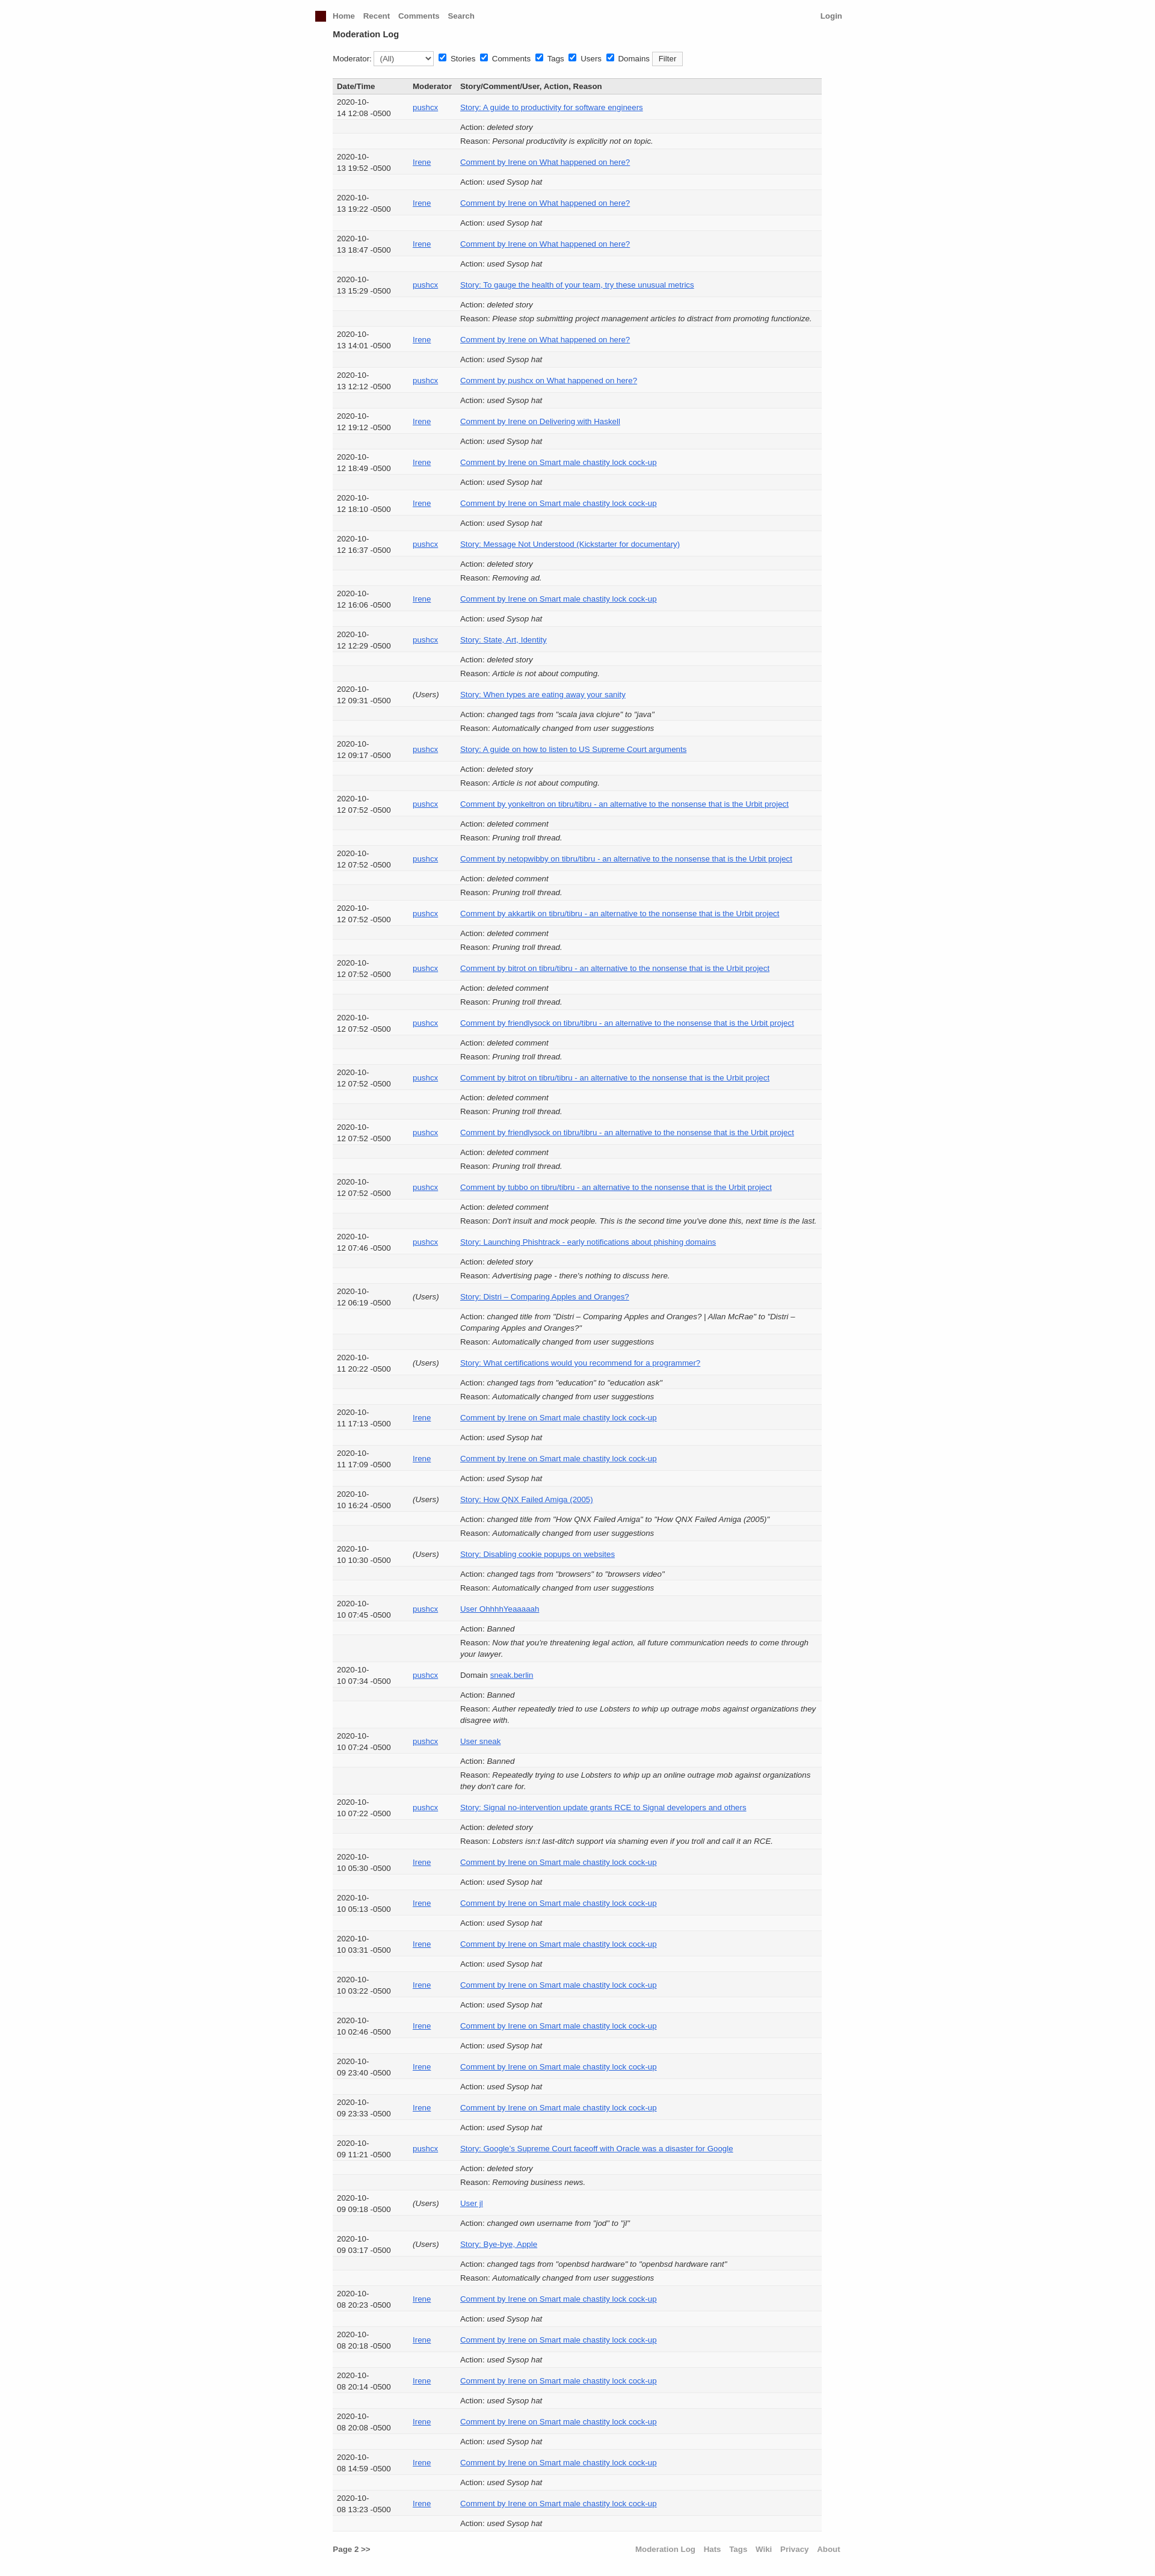 Home Recent Comments Search Login
Moderation Log
Moderator: (All) Stories Comments Tags Users Domains Filter
Date/Time Moderator Story/Comment/User, Action, Reason
2020-10-
14 12:08 -0500 pushcx Story: A guide to productivity for software engineers
Action: deleted story
Reason: Personal productivity is explicitly not on topic.
2020-10-
13 19:52 -0500 Irene Comment by Irene on What happened on here?
Action: used Sysop hat
2020-10-
13 19:22 -0500 Irene Comment by Irene on What happened on here?
Action: used Sysop hat
2020-10-
13 18:47 -0500 Irene Comment by Irene on What happened on here?
Action: used Sysop hat
2020-10-
13 15:29 -0500 pushcx Story: To gauge the health of your team, try these unusual metrics
Action: deleted story
Reason: Please stop submitting project management articles to distract from promoting functionize.
2020-10-
13 14:01 -0500 Irene Comment by Irene on What happened on here?
Action: used Sysop hat
2020-10-
13 12:12 -0500 pushcx Comment by pushcx on What happened on here?
Action: used Sysop hat
2020-10-
12 19:12 -0500 Irene Comment by Irene on Delivering with Haskell
Action: used Sysop hat
2020-10-
12 18:49 -0500 Irene Comment by Irene on Smart male chastity lock cock-up
Action: used Sysop hat
2020-10-
12 18:10 -0500 Irene Comment by Irene on Smart male chastity lock cock-up
Action: used Sysop hat
2020-10-
12 16:37 -0500 pushcx Story: Message Not Understood (Kickstarter for documentary)
Action: deleted story
Reason: Removing ad.
2020-10-
12 16:06 -0500 Irene Comment by Irene on Smart male chastity lock cock-up
Action: used Sysop hat
2020-10-
12 12:29 -0500 pushcx Story: State, Art, Identity
Action: deleted story
Reason: Article is not about computing.
2020-10-
12 09:31 -0500 (Users) Story: When types are eating away your sanity
Action: changed tags from "scala java clojure" to "java"
Reason: Automatically changed from user suggestions
2020-10-
12 09:17 -0500 pushcx Story: A guide on how to listen to US Supreme Court arguments
Action: deleted story
Reason: Article is not about computing.
2020-10-
12 07:52 -0500 pushcx Comment by yonkeltron on tibru/tibru - an alternative to the nonsense that is the Urbit project
Action: deleted comment
Reason: Pruning troll thread.
2020-10-
12 07:52 -0500 pushcx Comment by netopwibby on tibru/tibru - an alternative to the nonsense that is the Urbit project
Action: deleted comment
Reason: Pruning troll thread.
2020-10-
12 07:52 -0500 pushcx Comment by akkartik on tibru/tibru - an alternative to the nonsense that is the Urbit project
Action: deleted comment
Reason: Pruning troll thread.
2020-10-
12 07:52 -0500 pushcx Comment by bitrot on tibru/tibru - an alternative to the nonsense that is the Urbit project
Action: deleted comment
Reason: Pruning troll thread.
2020-10-
12 07:52 -0500 pushcx Comment by friendlysock on tibru/tibru - an alternative to the nonsense that is the Urbit project
Action: deleted comment
Reason: Pruning troll thread.
2020-10-
12 07:52 -0500 pushcx Comment by bitrot on tibru/tibru - an alternative to the nonsense that is the Urbit project
Action: deleted comment
Reason: Pruning troll thread.
2020-10-
12 07:52 -0500 pushcx Comment by friendlysock on tibru/tibru - an alternative to the nonsense that is the Urbit project
Action: deleted comment
Reason: Pruning troll thread.
2020-10-
12 07:52 -0500 pushcx Comment by tubbo on tibru/tibru - an alternative to the nonsense that is the Urbit project
Action: deleted comment
Reason: Don't insult and mock people. This is the second time you've done this, next time is the last.
2020-10-
12 07:46 -0500 pushcx Story: Launching Phishtrack - early notifications about phishing domains
Action: deleted story
Reason: Advertising page - there's nothing to discuss here.
2020-10-
12 06:19 -0500 (Users) Story: Distri – Comparing Apples and Oranges?
Action: changed title from "Distri – Comparing Apples and Oranges? | Allan McRae" to "Distri –
Comparing Apples and Oranges?"
Reason: Automatically changed from user suggestions
2020-10-
11 20:22 -0500 (Users) Story: What certifications would you recommend for a programmer?
Action: changed tags from "education" to "education ask"
Reason: Automatically changed from user suggestions
2020-10-
11 17:13 -0500 Irene Comment by Irene on Smart male chastity lock cock-up
Action: used Sysop hat
2020-10-
11 17:09 -0500 Irene Comment by Irene on Smart male chastity lock cock-up
Action: used Sysop hat
2020-10-
10 16:24 -0500 (Users) Story: How QNX Failed Amiga (2005)
Action: changed title from "How QNX Failed Amiga" to "How QNX Failed Amiga (2005)"
Reason: Automatically changed from user suggestions
2020-10-
10 10:30 -0500 (Users) Story: Disabling cookie popups on websites
Action: changed tags from "browsers" to "browsers video"
Reason: Automatically changed from user suggestions
2020-10-
10 07:45 -0500 pushcx User OhhhhYeaaaaah
Action: Banned
Reason: Now that you're threatening legal action, all future communication needs to come through
your lawyer.
2020-10-
10 07:34 -0500 pushcx Domain sneak.berlin
Action: Banned
Reason: Auther repeatedly tried to use Lobsters to whip up outrage mobs against organizations they
disagree with.
2020-10-
10 07:24 -0500 pushcx User sneak
Action: Banned
Reason: Repeatedly trying to use Lobsters to whip up an online outrage mob against organizations
they don't care for.
2020-10-
10 07:22 -0500 pushcx Story: Signal no-intervention update grants RCE to Signal developers and others
Action: deleted story
Reason: Lobsters isn:t last-ditch support via shaming even if you troll and call it an RCE.
2020-10-
10 05:30 -0500 Irene Comment by Irene on Smart male chastity lock cock-up
Action: used Sysop hat
2020-10-
10 05:13 -0500 Irene Comment by Irene on Smart male chastity lock cock-up
Action: used Sysop hat
2020-10-
10 03:31 -0500 Irene Comment by Irene on Smart male chastity lock cock-up
Action: used Sysop hat
2020-10-
10 03:22 -0500 Irene Comment by Irene on Smart male chastity lock cock-up
Action: used Sysop hat
2020-10-
10 02:46 -0500 Irene Comment by Irene on Smart male chastity lock cock-up
Action: used Sysop hat
2020-10-
09 23:40 -0500 Irene Comment by Irene on Smart male chastity lock cock-up
Action: used Sysop hat
2020-10-
09 23:33 -0500 Irene Comment by Irene on Smart male chastity lock cock-up
Action: used Sysop hat
2020-10-
09 11:21 -0500 pushcx Story: Google's Supreme Court faceoff with Oracle was a disaster for Google
Action: deleted story
Reason: Removing business news.
2020-10-
09 09:18 -0500 (Users) User jl
Action: changed own username from "jod" to "jl"
2020-10-
09 03:17 -0500 (Users) Story: Bye-bye, Apple
Action: changed tags from "openbsd hardware" to "openbsd hardware rant"
Reason: Automatically changed from user suggestions
2020-10-
08 20:23 -0500 Irene Comment by Irene on Smart male chastity lock cock-up
Action: used Sysop hat
2020-10-
08 20:18 -0500 Irene Comment by Irene on Smart male chastity lock cock-up
Action: used Sysop hat
2020-10-
08 20:14 -0500 Irene Comment by Irene on Smart male chastity lock cock-up
Action: used Sysop hat
2020-10-
08 20:08 -0500 Irene Comment by Irene on Smart male chastity lock cock-up
Action: used Sysop hat
2020-10-
08 14:59 -0500 Irene Comment by Irene on Smart male chastity lock cock-up
Action: used Sysop hat
2020-10-
08 13:23 -0500 Irene Comment by Irene on Smart male chastity lock cock-up
Action: used Sysop hat
Page 2 >> Moderation Log Hats Tags Wiki Privacy About